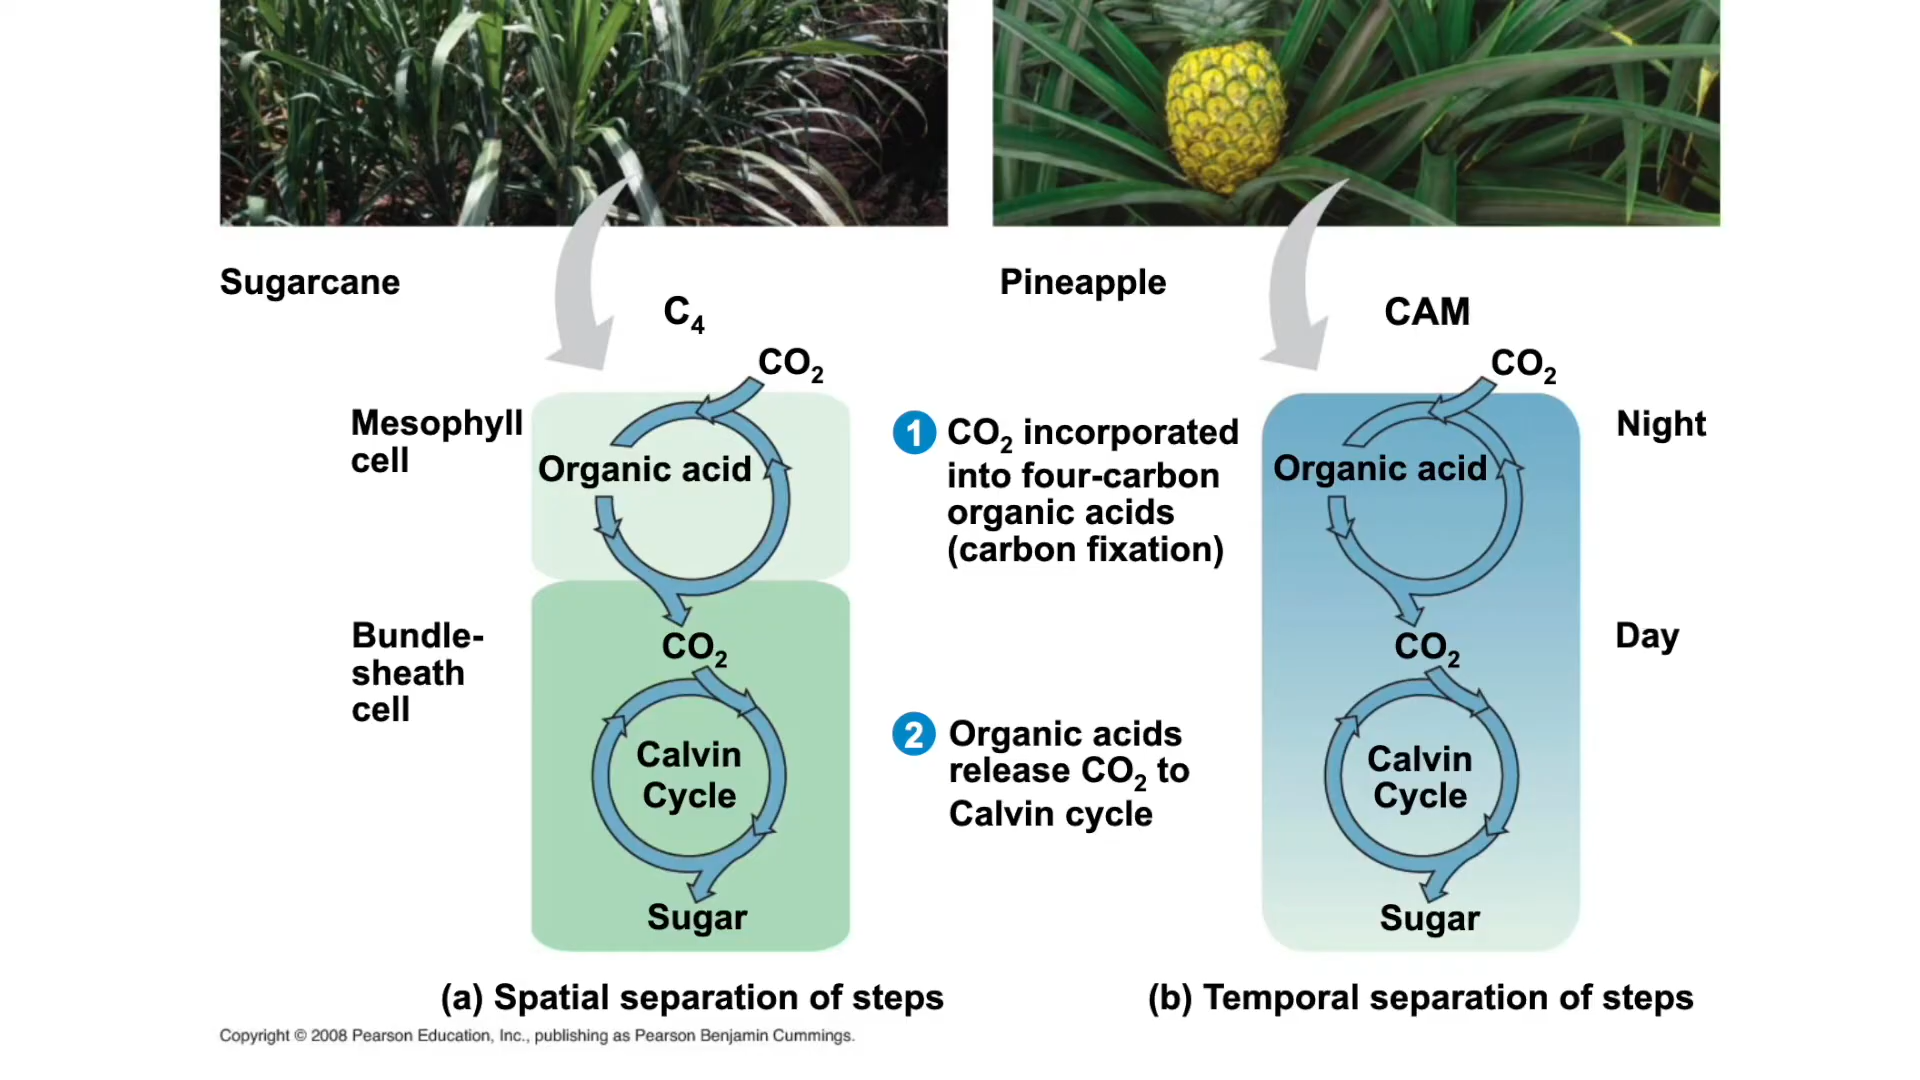 Sugarcane
Pineapple
C₄
CAM
CO₂
CO₂
Mesophyll
cell
Organic acid
1 CO₂ incorporated
into four-carbon
organic acids
(carbon fixation)
Organic acid
Night
Bundle-
sheath
cell
CO₂
CO₂
Day
Calvin
Cycle
2 Organic acids
release CO₂ to
Calvin cycle
Calvin
Cycle
Sugar
Sugar
(a) Spatial separation of steps
(b) Temporal separation of steps
Copyright © 2008 Pearson Education, Inc., publishing as Pearson Benjamin Cummings.